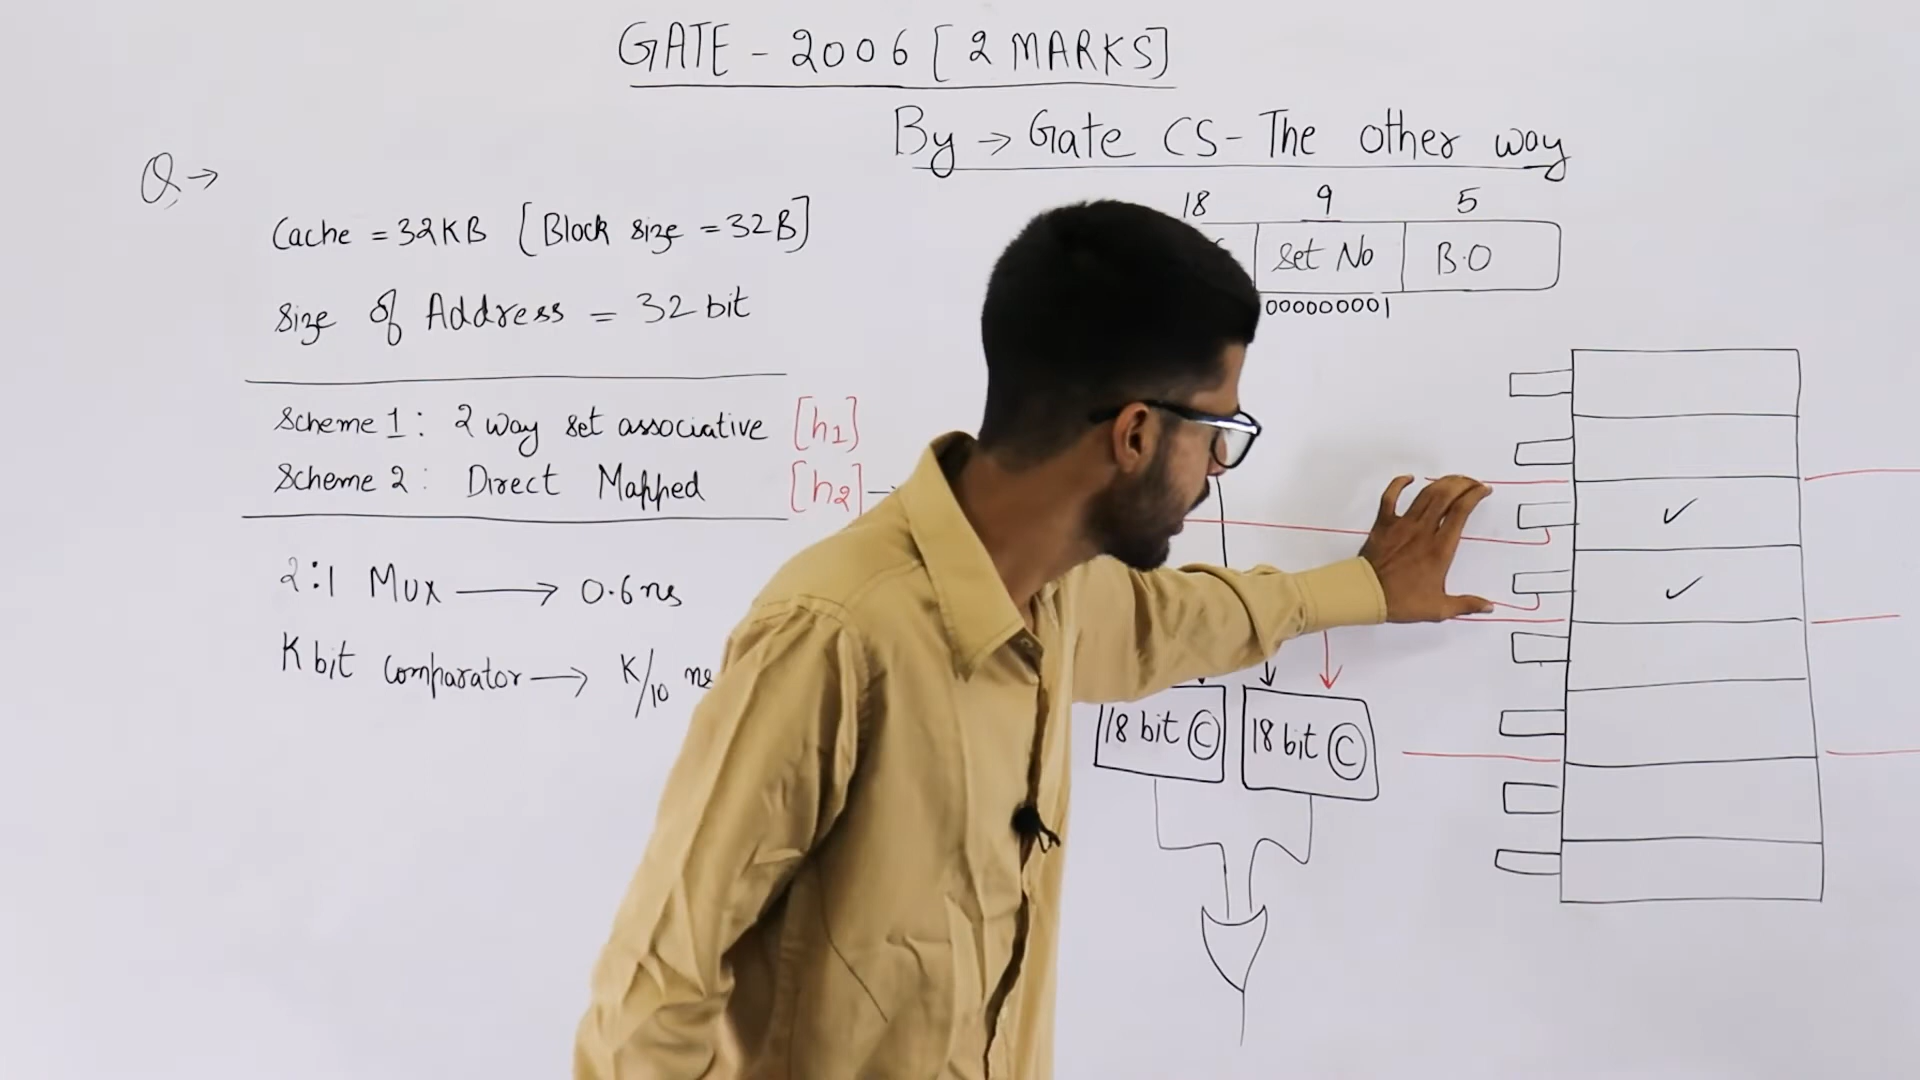 GATE - 2006 [2 MARKS]
By → Gate CS - The other way
Q →
Cache = 32KB [Block size = 32B]
Size of Address = 32 bit
Scheme 1 : 2 way set associative [h1]
Scheme 2 : Direct Mapped [h2] →
2:1 Mux → 0.6 ns
K bit comparator → K/10 ns
18 9 5
Set No B.O
000000001
✓
✓
18 bit © 18 bit ©